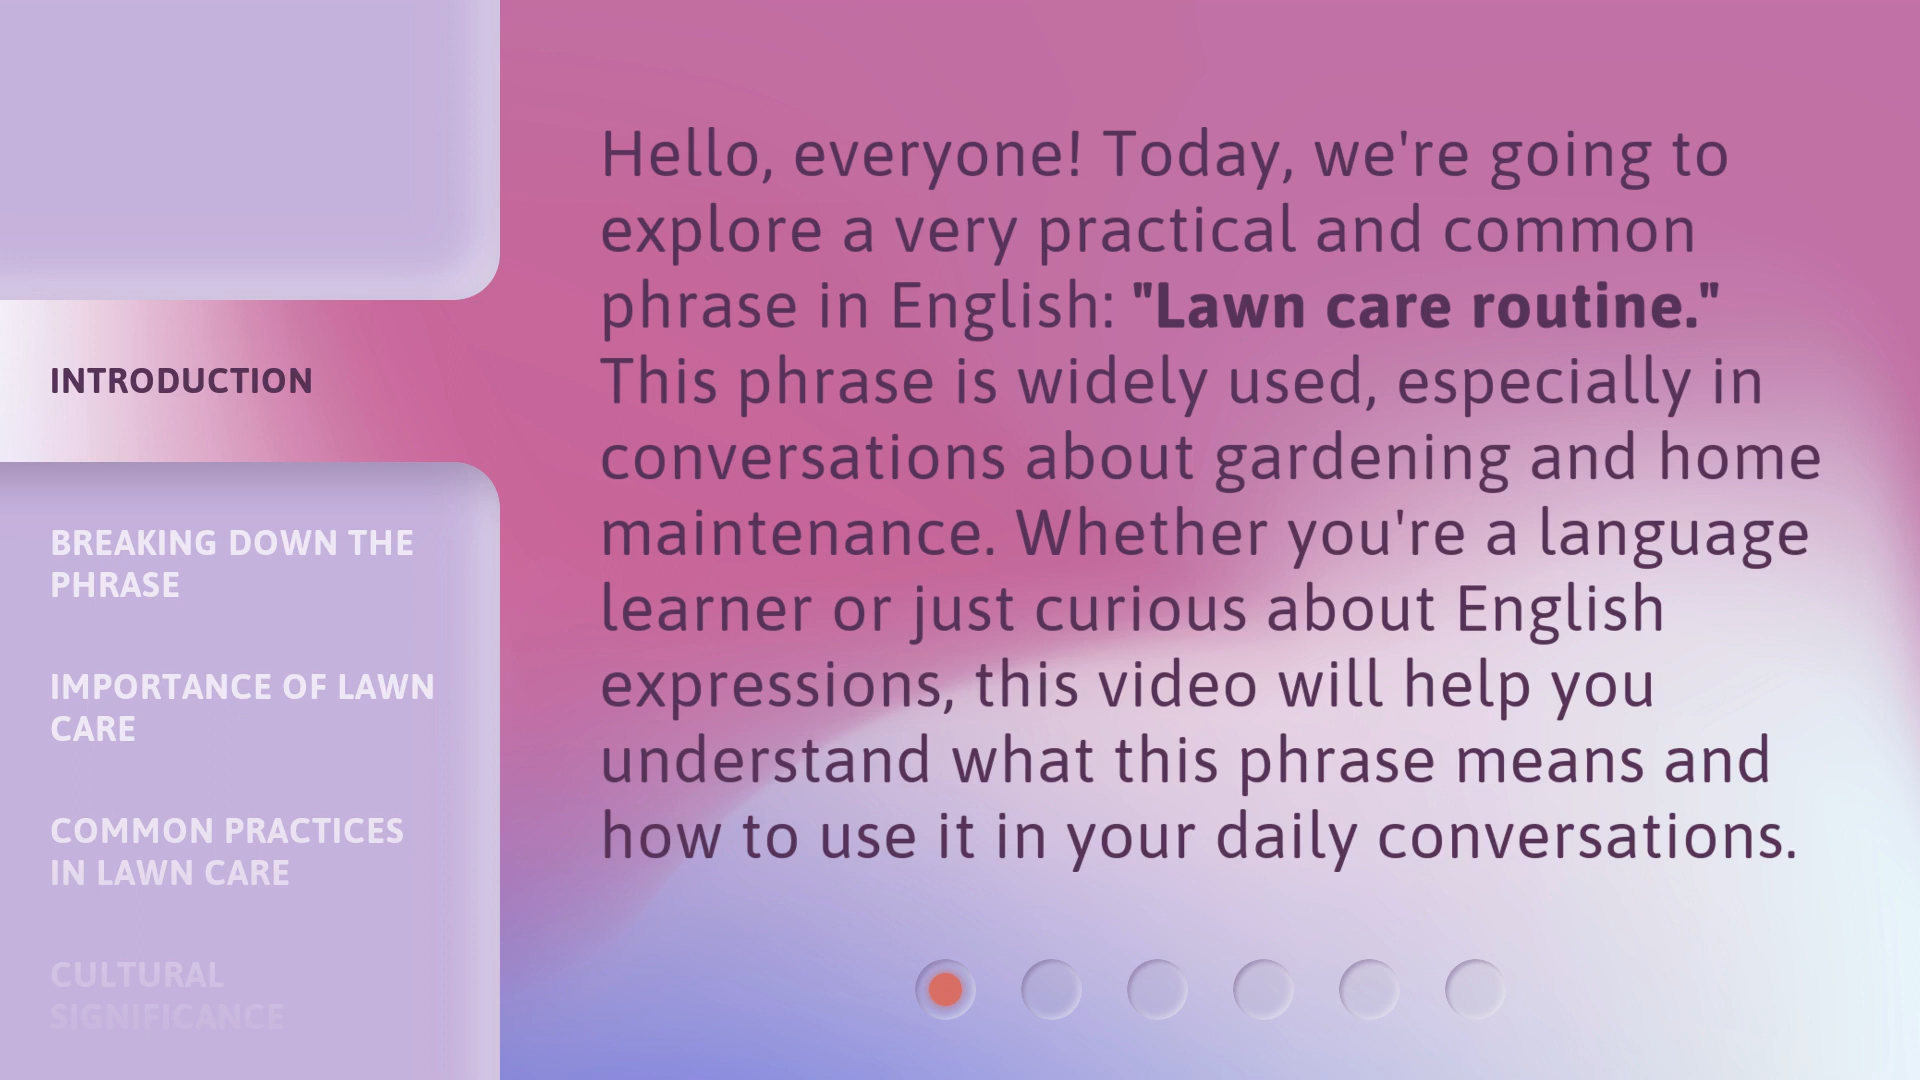 INTRODUCTION
BREAKING DOWN THE
PHRASE
IMPORTANCE OF LAWN
CARE
COMMON PRACTICES
IN LAWN CARE
CULTURAL
SIGNIFICANCE
Hello, everyone! Today, we're going to
explore a very practical and common
phrase in English: "Lawn care routine."
This phrase is widely used, especially in
conversations about gardening and home
maintenance. Whether you're a language
learner or just curious about English
expressions, this video will help you
understand what this phrase means and
how to use it in your daily conversations.